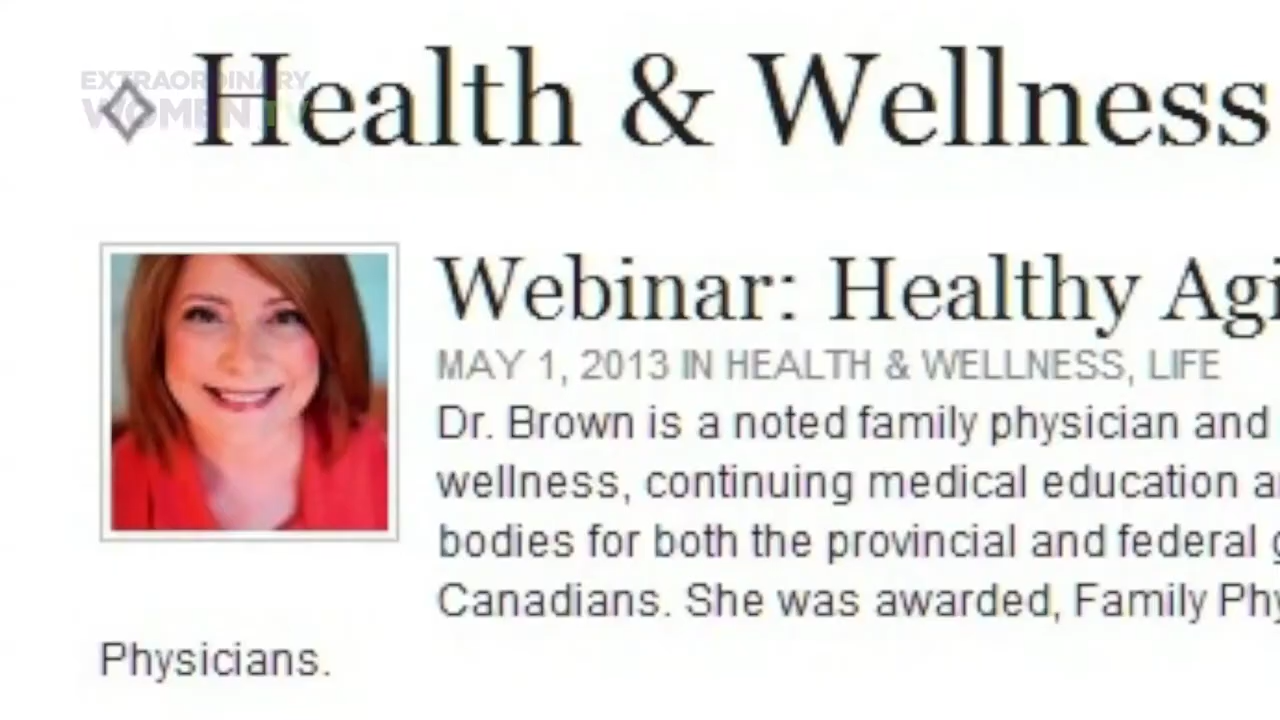 EXTRAORDINARY
WOMEN TV
Health & Wellness
Webinar: Healthy Agi
MAY 1, 2013 IN HEALTH & WELLNESS, LIFE
Dr. Brown is a noted family physician and
wellness, continuing medical education a
bodies for both the provincial and federal g
Canadians. She was awarded, Family Phy
Physicians.